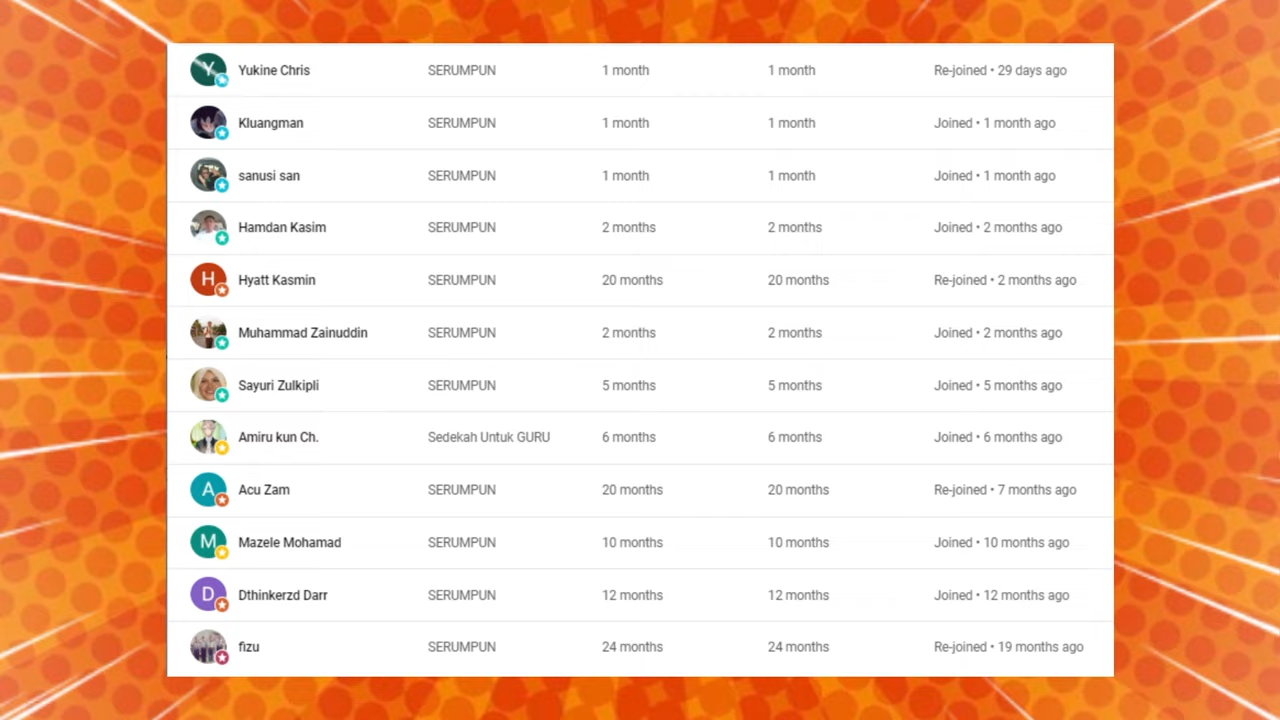 Y Yukine Chris SERUMPUN 1 month 1 month Re-joined • 29 days ago
Kluangman SERUMPUN 1 month 1 month Joined • 1 month ago
sanusi san SERUMPUN 1 month 1 month Joined • 1 month ago
Hamdan Kasim SERUMPUN 2 months 2 months Joined • 2 months ago
H Hyatt Kasmin SERUMPUN 20 months 20 months Re-joined • 2 months ago
Muhammad Zainuddin SERUMPUN 2 months 2 months Joined • 2 months ago
Sayuri Zulkipli SERUMPUN 5 months 5 months Joined • 5 months ago
Amiru kun Ch. Sedekah Untuk GURU 6 months 6 months Joined • 6 months ago
A Acu Zam SERUMPUN 20 months 20 months Re-joined • 7 months ago
M Mazele Mohamad SERUMPUN 10 months 10 months Joined • 10 months ago
D Dthinkerzd Darr SERUMPUN 12 months 12 months Joined • 12 months ago
fizu SERUMPUN 24 months 24 months Re-joined • 19 months ago